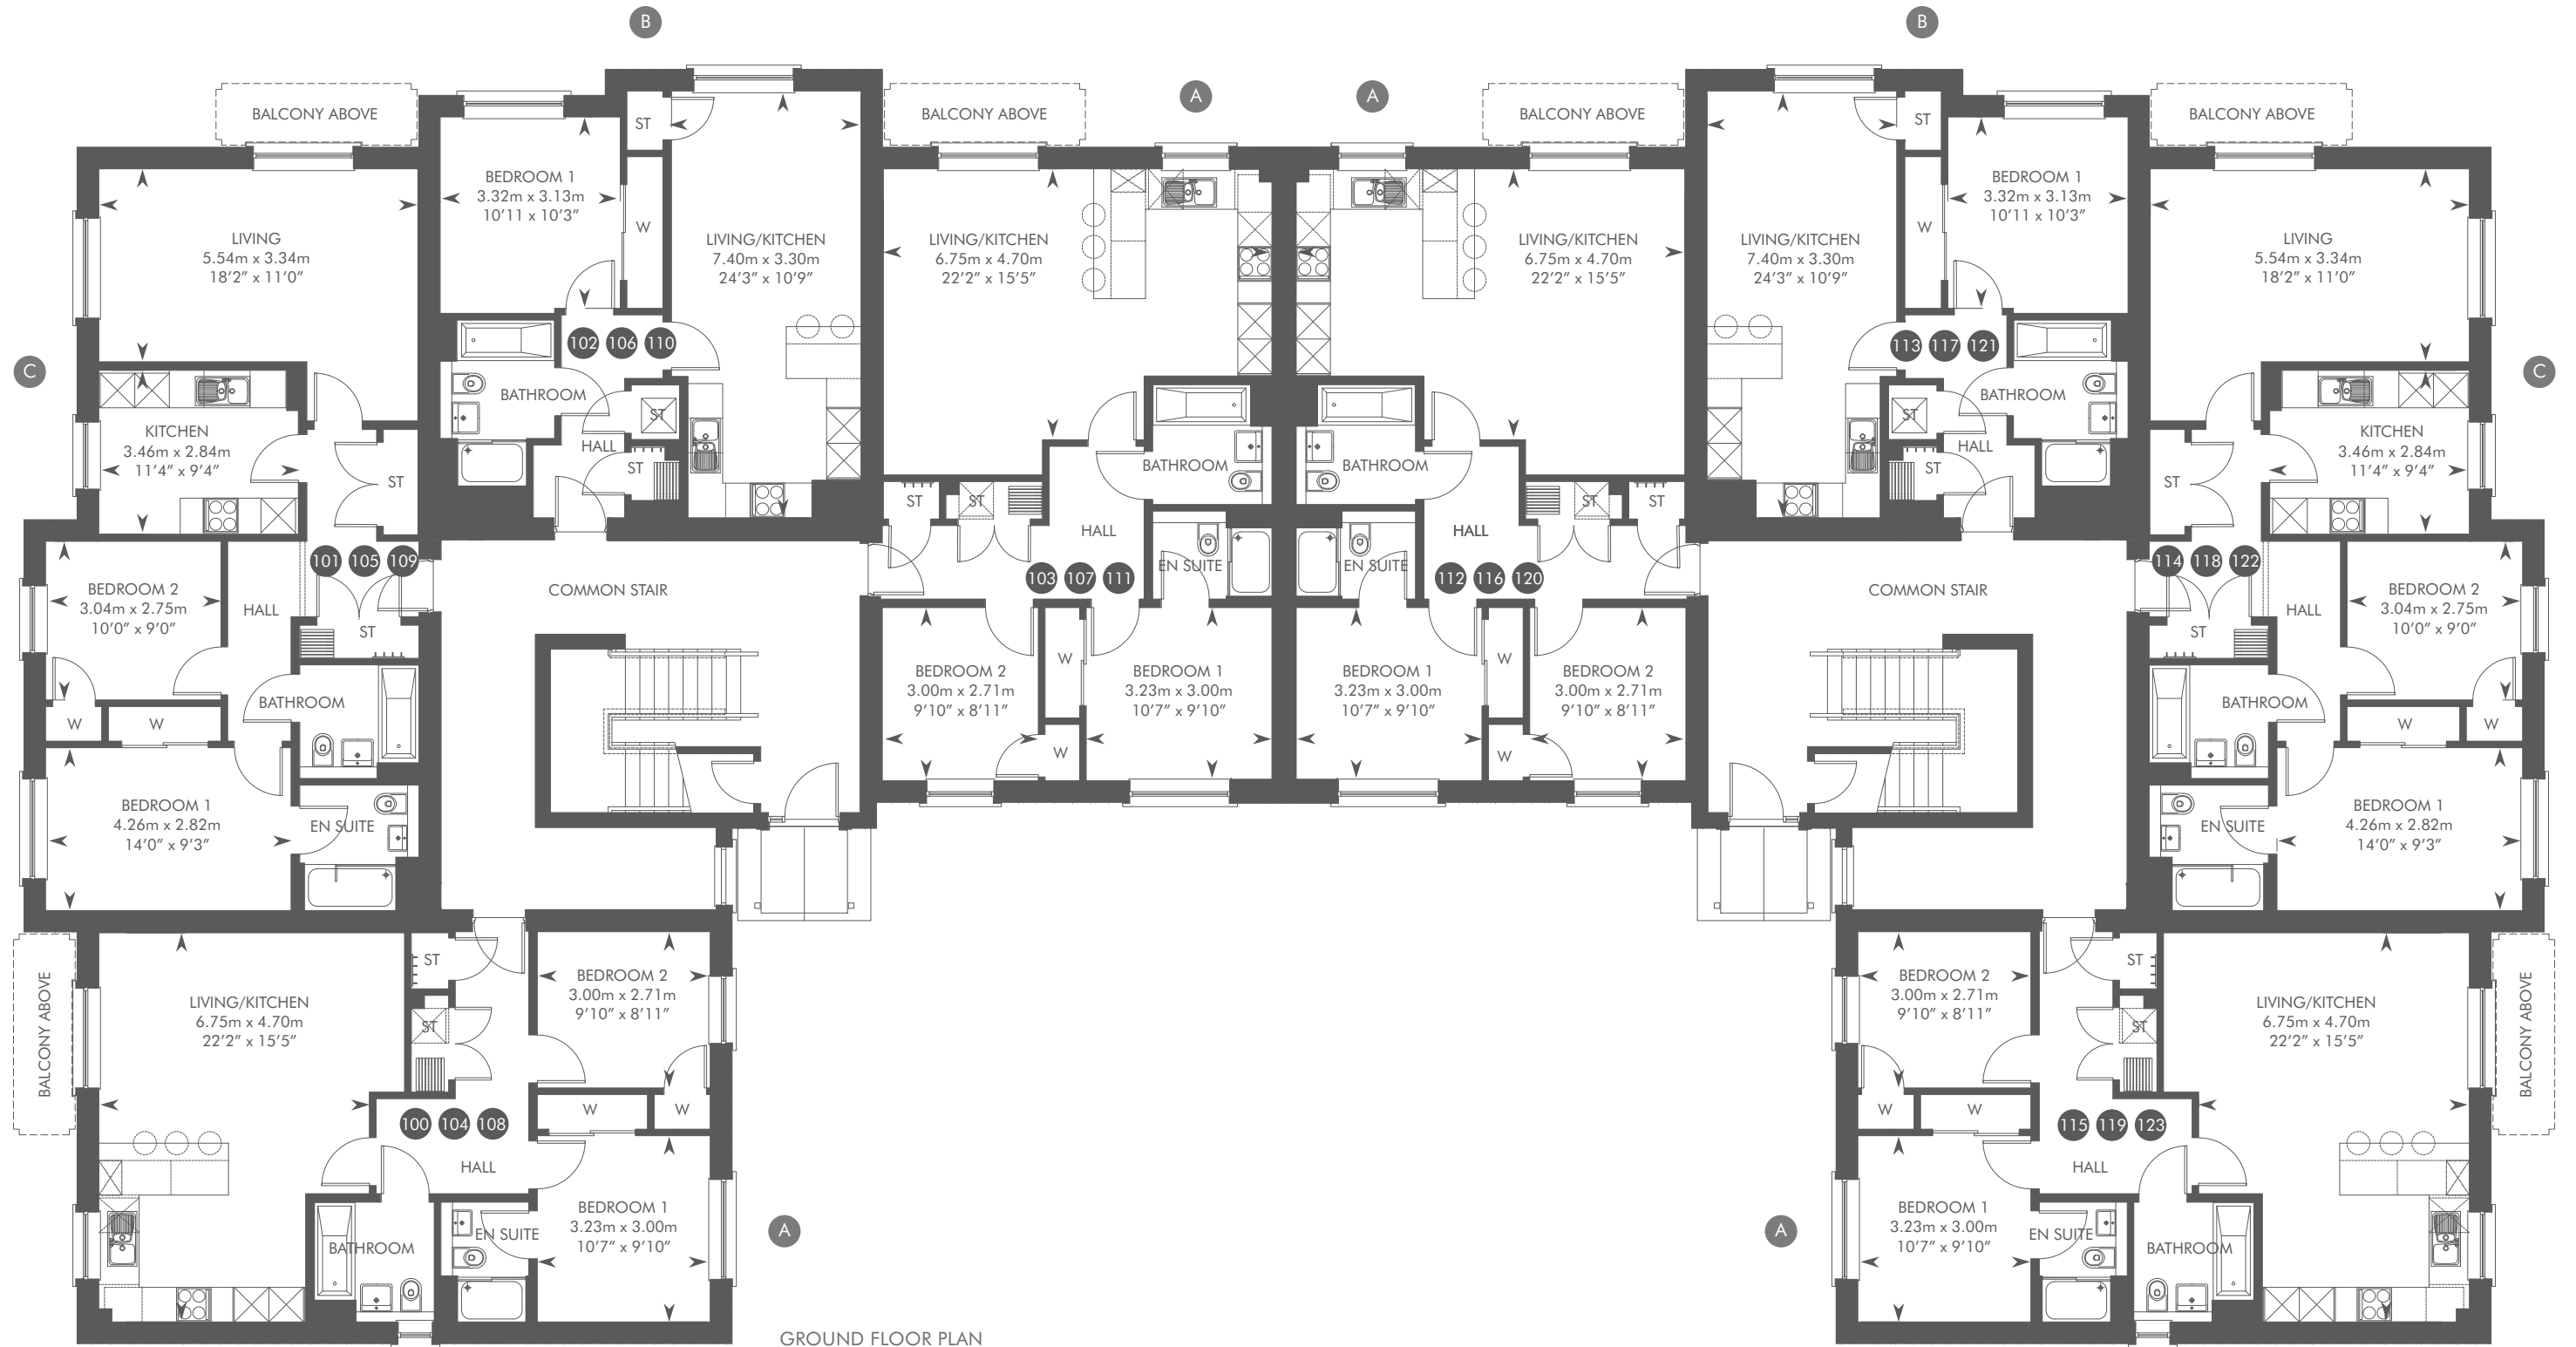 B
B
A
A
BALCONY ABOVE
BALCONY ABOVE
BALCONY ABOVE
BALCONY ABOVE
ST
ST
BEDROOM 1
3.32m x 3.13m
10'11 x 10'3"
W
LIVING
5.54m x 3.34m
18'2" x 11'0"
LIVING/KITCHEN
7.40m x 3.30m
24'3" x 10'9"
LIVING/KITCHEN
6.75m x 4.70m
22'2" x 15'5"
LIVING/KITCHEN
6.75m x 4.70m
22'2" x 15'5"
LIVING/KITCHEN
7.40m x 3.30m
24'3" x 10'9"
W
BEDROOM 1
3.32m x 3.13m
10'11 x 10'3"
LIVING
5.54m x 3.34m
18'2" x 11'0"
102 106 110
113 117 121
C
C
BATHROOM
ST
HALL
ST
BATHROOM
ST
HALL
ST
KITCHEN
3.46m x 2.84m
11'4" x 9'4"
ST
KITCHEN
3.46m x 2.84m
11'4" x 9'4"
ST
BATHROOM
BATHROOM
ST
ST
HALL
HALL
ST
ST
101 105 109
103 107 111
112 116 120
114 118 122
EN SUITE
EN SUITE
COMMON STAIR
COMMON STAIR
BEDROOM 2
3.04m x 2.75m
10'0" x 9'0"
HALL
ST
HALL
ST
BEDROOM 2
3.04m x 2.75m
10'0" x 9'0"
BEDROOM 2
3.00m x 2.71m
9'10" x 8'11"
W
BEDROOM 1
3.23m x 3.00m
10'7" x 9'10"
BEDROOM 1
3.23m x 3.00m
10'7" x 9'10"
W
BEDROOM 2
3.00m x 2.71m
9'10" x 8'11"
W
W
BATHROOM
BATHROOM
W
W
W
W
BEDROOM 1
4.26m x 2.82m
14'0" x 9'3"
EN SUITE
EN SUITE
BEDROOM 1
4.26m x 2.82m
14'0" x 9'3"
BALCONY ABOVE
LIVING/KITCHEN
6.75m x 4.70m
22'2" x 15'5"
ST
ST
BEDROOM 2
3.00m x 2.71m
9'10" x 8'11"
W
W
100 104 108
HALL
BATHROOM
EN SUITE
BEDROOM 1
3.23m x 3.00m
10'7" x 9'10"
A
A
BEDROOM 2
3.00m x 2.71m
9'10" x 8'11"
W
W
ST
ST
LIVING/KITCHEN
6.75m x 4.70m
22'2" x 15'5"
BALCONY ABOVE
115 119 123
HALL
BEDROOM 1
3.23m x 3.00m
10'7" x 9'10"
EN SUITE
BATHROOM
GROUND FLOOR PLAN